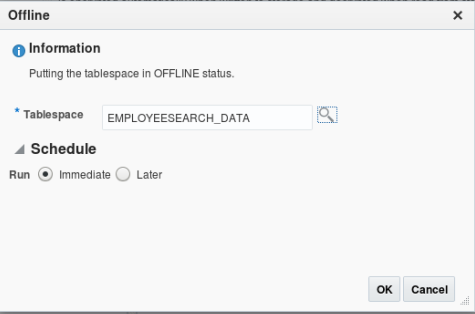 Offline
Information
Putting the tablespace in OFFLINE status.
* Tablespace EMPLOYEESEARCH_DATA
Schedule
Run Immediate Later
OK Cancel